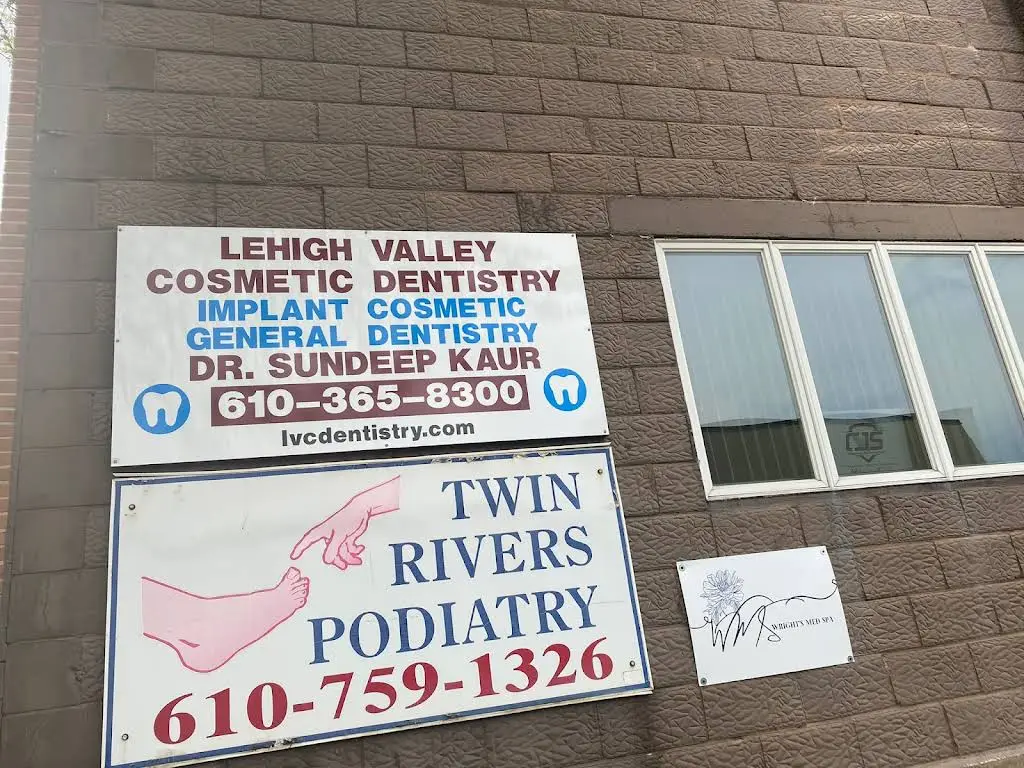 LEHIGH VALLEY
COSMETIC DENTISTRY
IMPLANT COSMETIC
GENERAL DENTISTRY
DR. SUNDEEP KAUR
610-365-8300
lvcdentistry.com
TWIN
RIVERS
PODIATRY
610-759-1326
WMS
WRIGHT'S MED SPA